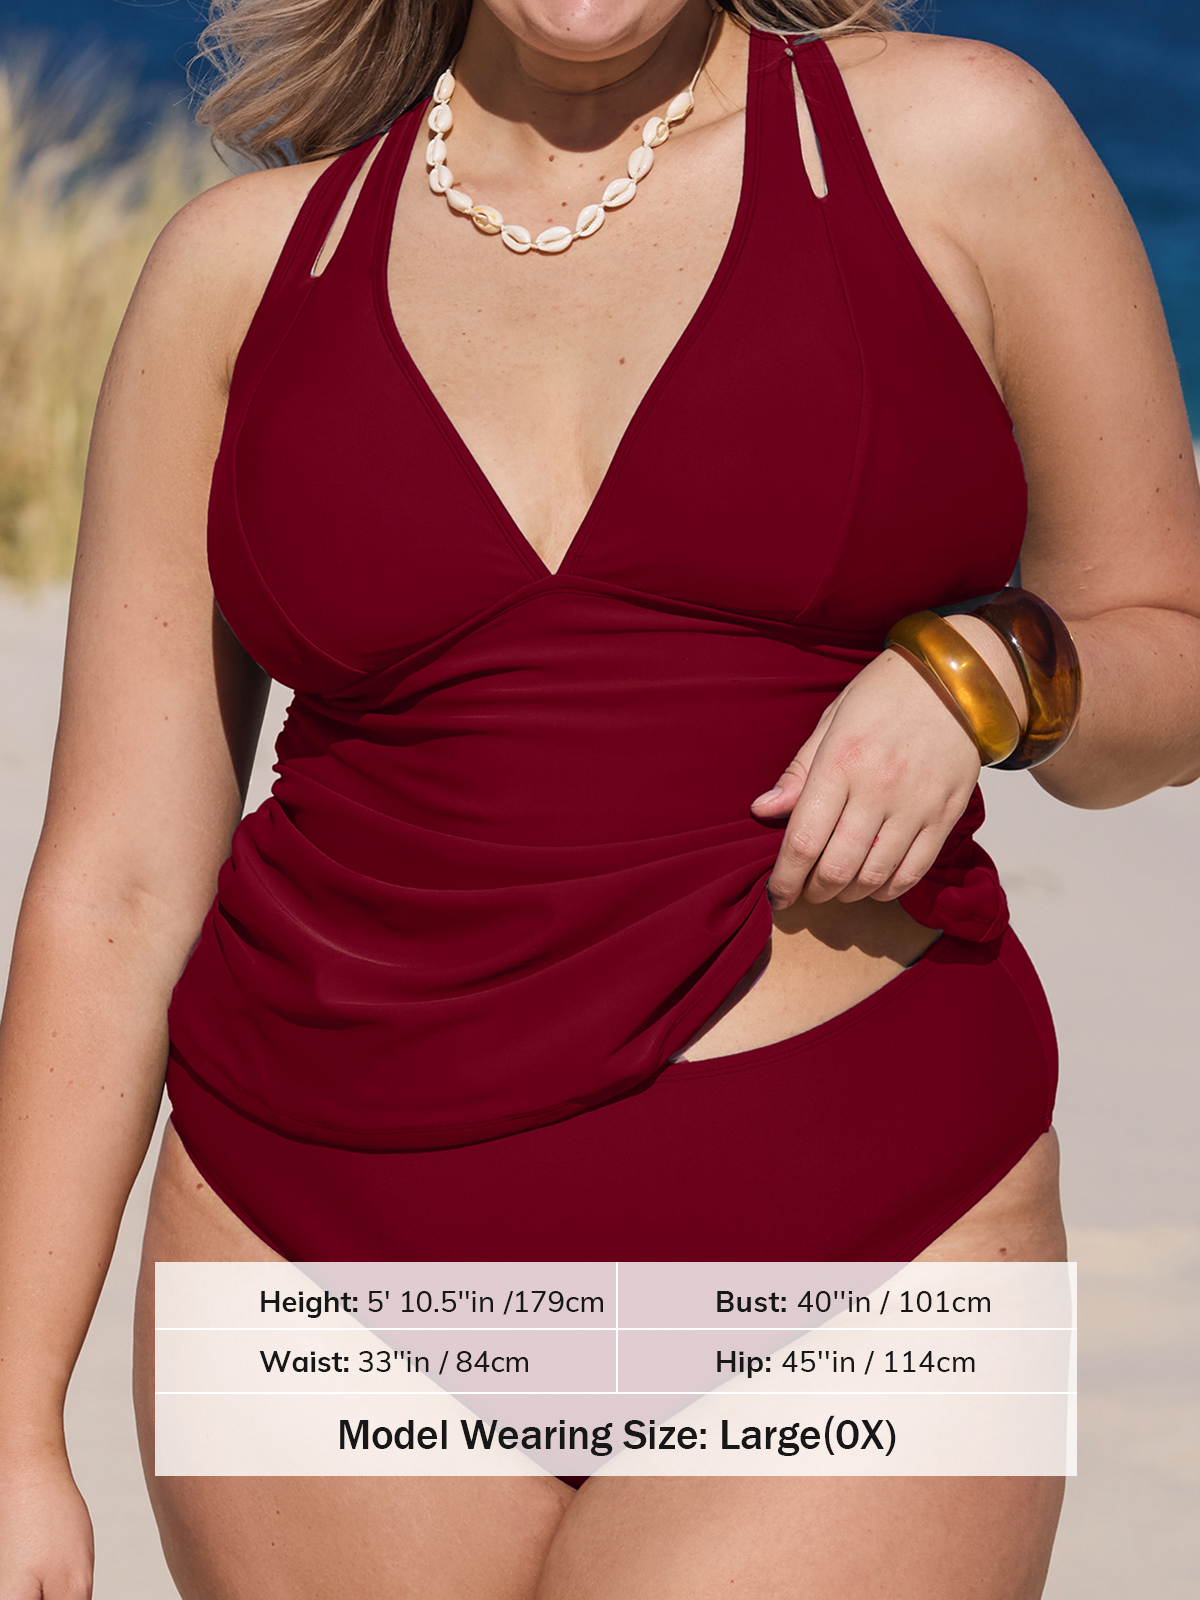 Height: 5' 10.5''in /179cm
Bust: 40''in / 101cm
Waist: 33''in / 84cm
Hip: 45''in / 114cm
Model Wearing Size: Large(0X)